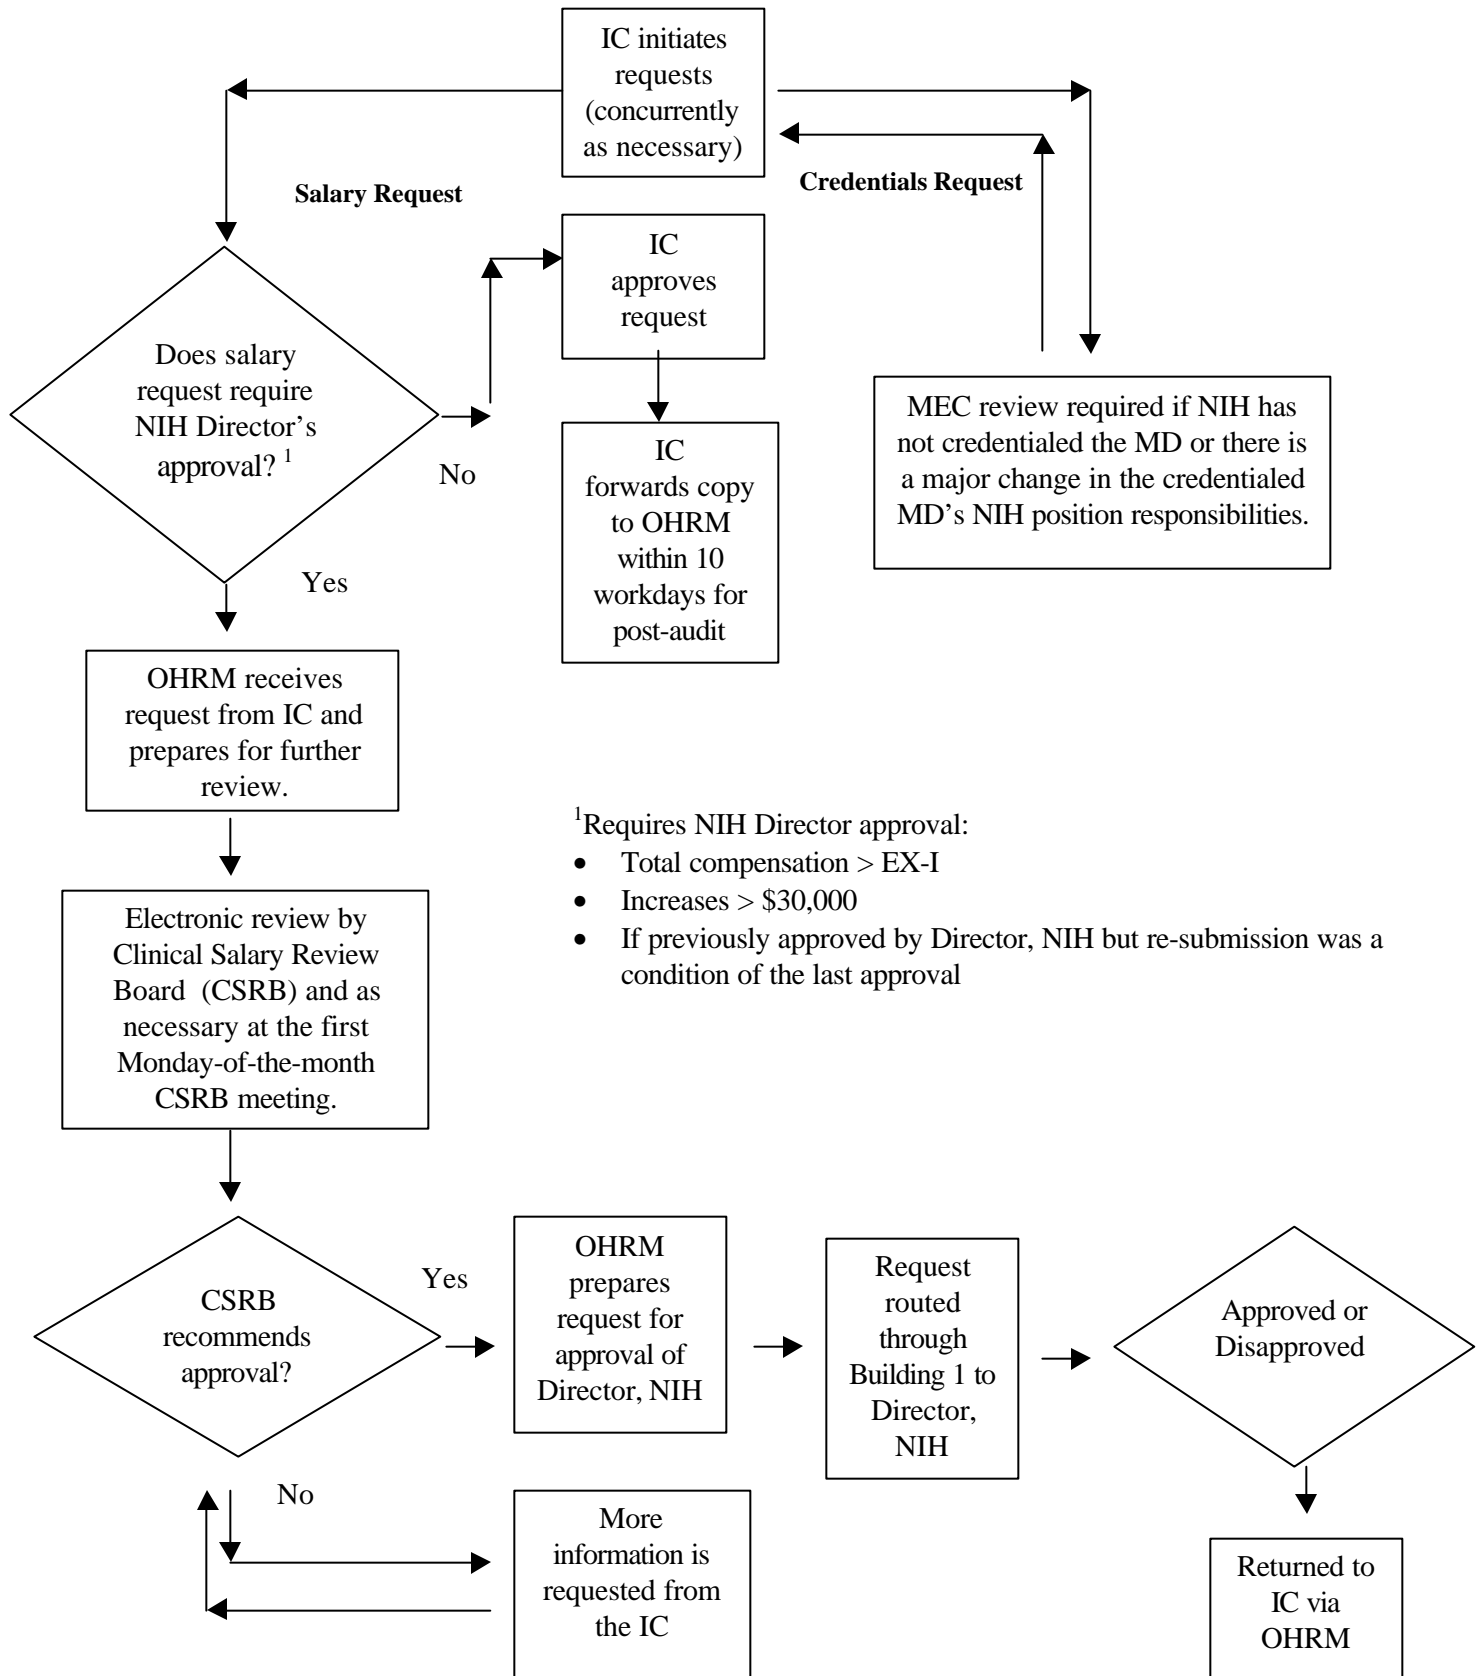 IC initiates
requests
(concurrently
as necessary)
Salary Request
Credentials Request
IC
approves
request
Does salary
request require
NIH Director’s
approval? 1
No
Yes
IC
forwards copy
to OHRM
within 10
workdays for
post-audit
MEC review required if NIH has
not credentialed the MD or there is
a major change in the credentialed
MD’s NIH position responsibilities.
OHRM receives
request from IC and
prepares for further
review.
1Requires NIH Director approval:
• Total compensation > EX-I
• Increases > $30,000
• If previously approved by Director, NIH but re-submission was a
condition of the last approval
Electronic review by
Clinical Salary Review
Board (CSRB) and as
necessary at the first
Monday-of-the-month
CSRB meeting.
CSRB
recommends
approval?
Yes
No
OHRM
prepares
request for
approval of
Director, NIH
Request
routed
through
Building 1 to
Director,
NIH
Approved or
Disapproved
More
information is
requested from
the IC
Returned to
IC via
OHRM